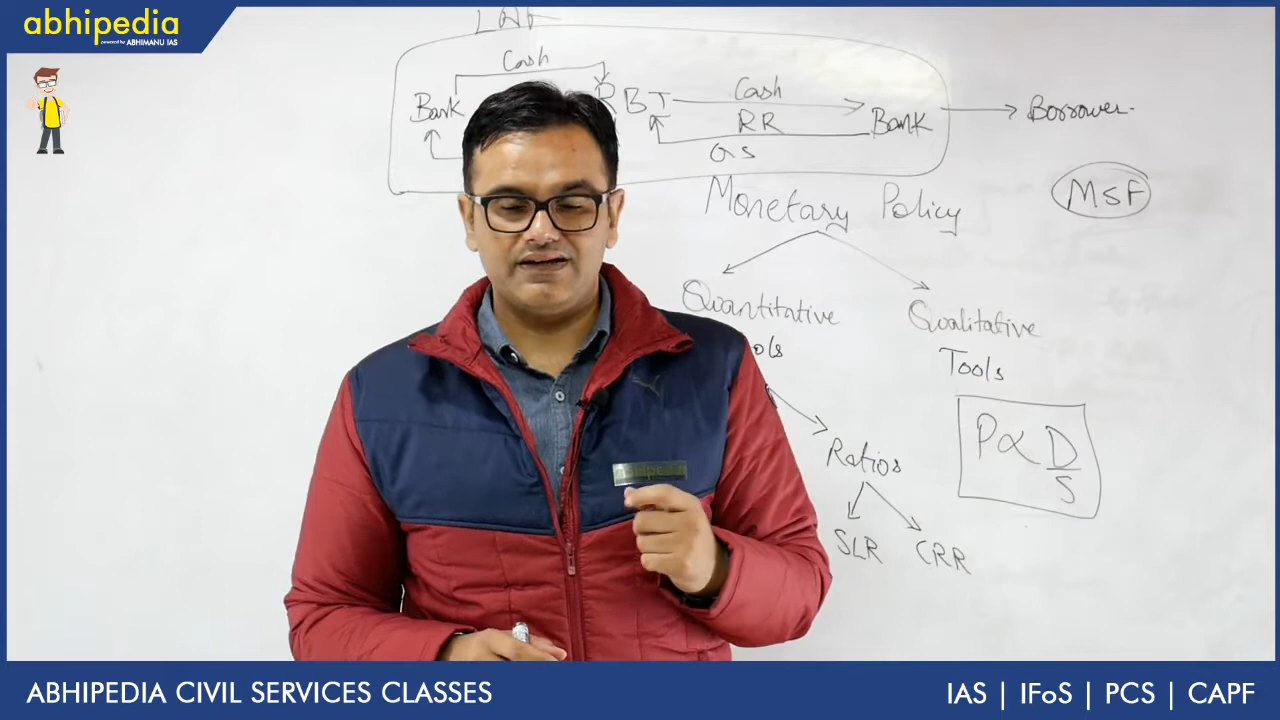 abhipedia
powered by ABHIMANU IAS
Cash
Bank
R B I
Cash
RR
GS
Bank
Borrower
MSF
Monetary Policy
Quantitative
Qualitative
Tools
P ∝ D/S
Ratios
SLR
CRR
ABHIPEDIA CIVIL SERVICES CLASSES
IAS | IFoS | PCS | CAPF